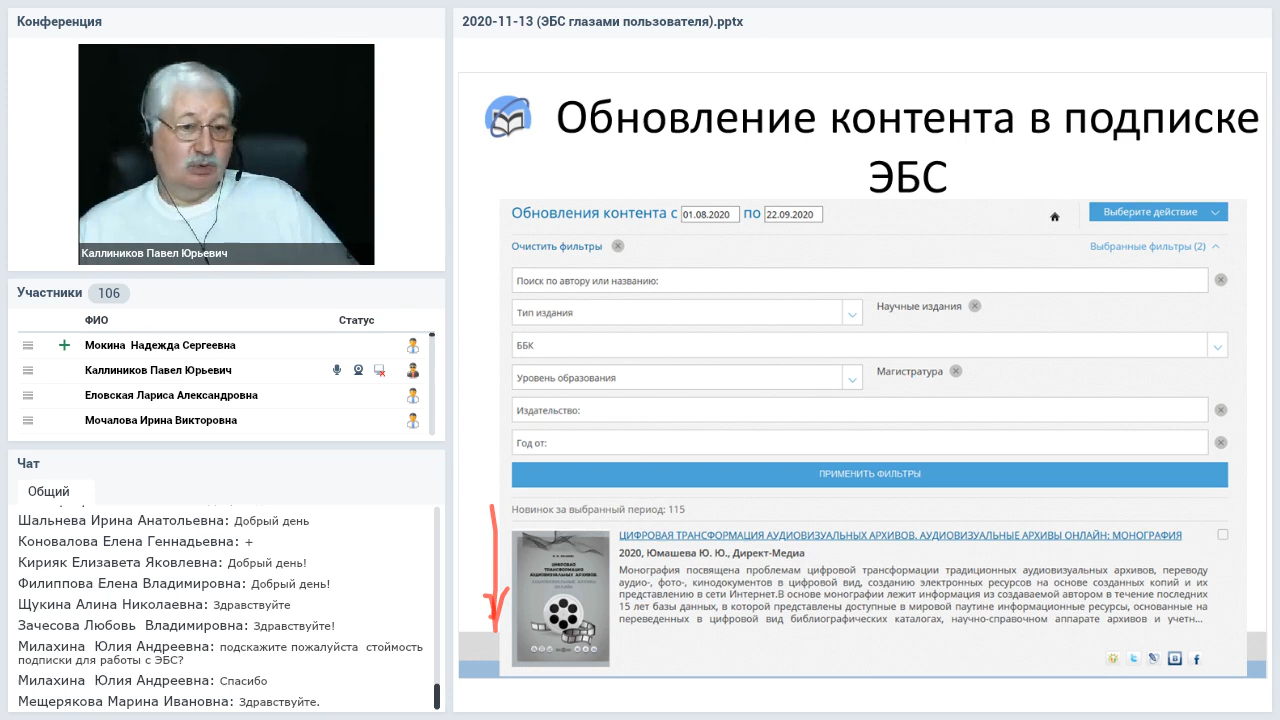 Конференция
Каллиников Павел Юрьевич
Участники 106
ФИО Статус
Мокина Надежда Сергеевна
Каллиников Павел Юрьевич
Еловская Лариса Александровна
Мочалова Ирина Викторовна
Чат
Общий
Шальнева Ирина Анатольевна: Добрый день
Коновалова Елена Геннадьевна: +
Кирияк Елизавета Яковлевна: Добрый день!
Филиппова Елена Владимировна: Добрый день!
Щукина Алина Николаевна: Здравствуйте
Зачесова Любовь Владимировна: Здравствуйте!
Милахина Юлия Андреевна: подскажите пожалуйста стоймость
подписки для работы с ЭБС?
Милахина Юлия Андреевна: Спасибо
Мещерякова Марина Ивановна: Здравствуйте.
2020-11-13 (ЭБС глазами пользователя).pptx
Обновление контента в подписке
ЭБС
Обновления контента с 01.08.2020 по 22.09.2020
Выберите действие
Очистить фильтры
Выбранные фильтры (2)
Поиск по автору или названию:
Тип издания
Научные издания
ББК
Уровень образования
Магистратура
Издательство:
Год от:
ПРИМЕНИТЬ ФИЛЬТРЫ
Новинок за выбранный период: 115
ЦИФРОВАЯ ТРАНСФОРМАЦИЯ АУДИОВИЗУАЛЬНЫХ АРХИВОВ. АУДИОВИЗУАЛЬНЫЕ АРХИВЫ ОНЛАЙН: МОНОГРАФИЯ
2020, Юмашева Ю. Ю., Директ-Медиа
Монография посвящена проблемам цифровой трансформации традиционных аудиовизуальных архивов, переводу
аудио-, фото-, кинодокументов в цифровой вид, созданию электронных ресурсов на основе созданных копий и их
представлению в сети Интернет.В основе монографии лежит информация из создаваемой автором в течение последних
15 лет базы данных, в которой представлены доступные в мировой паутине информационные ресурсы, основанные на
переведенных в цифровой вид библиографических каталогах, научно-справочном аппарате архивов и учетн...
ЦИФРОВАЯ
ТРАНСФОРМАЦИЯ
АУДИОВИЗУАЛЬНЫХ АРХИВОВ.